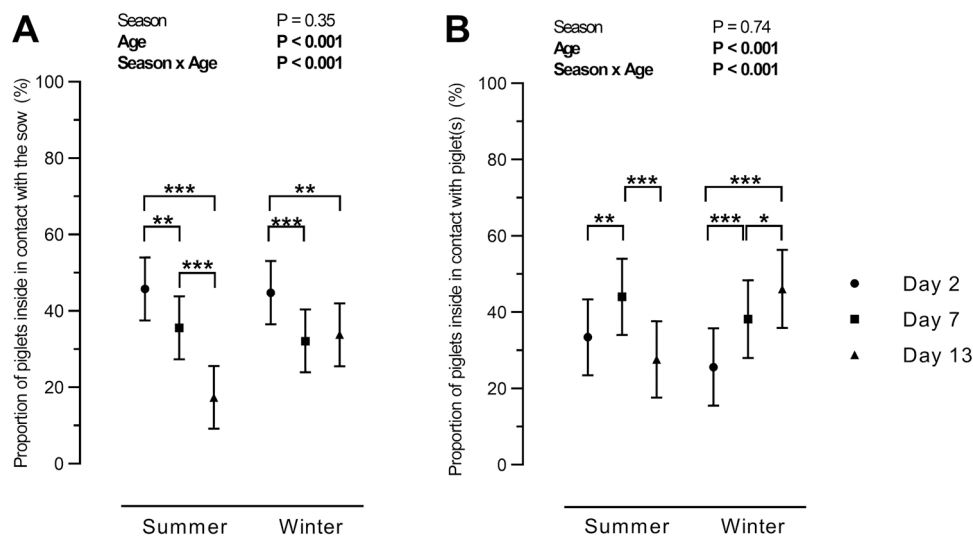 A
Season P = 0.35
Age P < 0.001
Season x Age P < 0.001
Proportion of piglets inside in contact with the sow (%)
100
80
60
40
20
0
***
**
**
***
***
Summer Winter
B
Season P = 0.74
Age P < 0.001
Season x Age P < 0.001
Proportion of piglets inside in contact with piglet(s) (%)
100
80
60
40
20
0
*** ***
** *** *
Summer Winter
Day 2
Day 7
Day 13